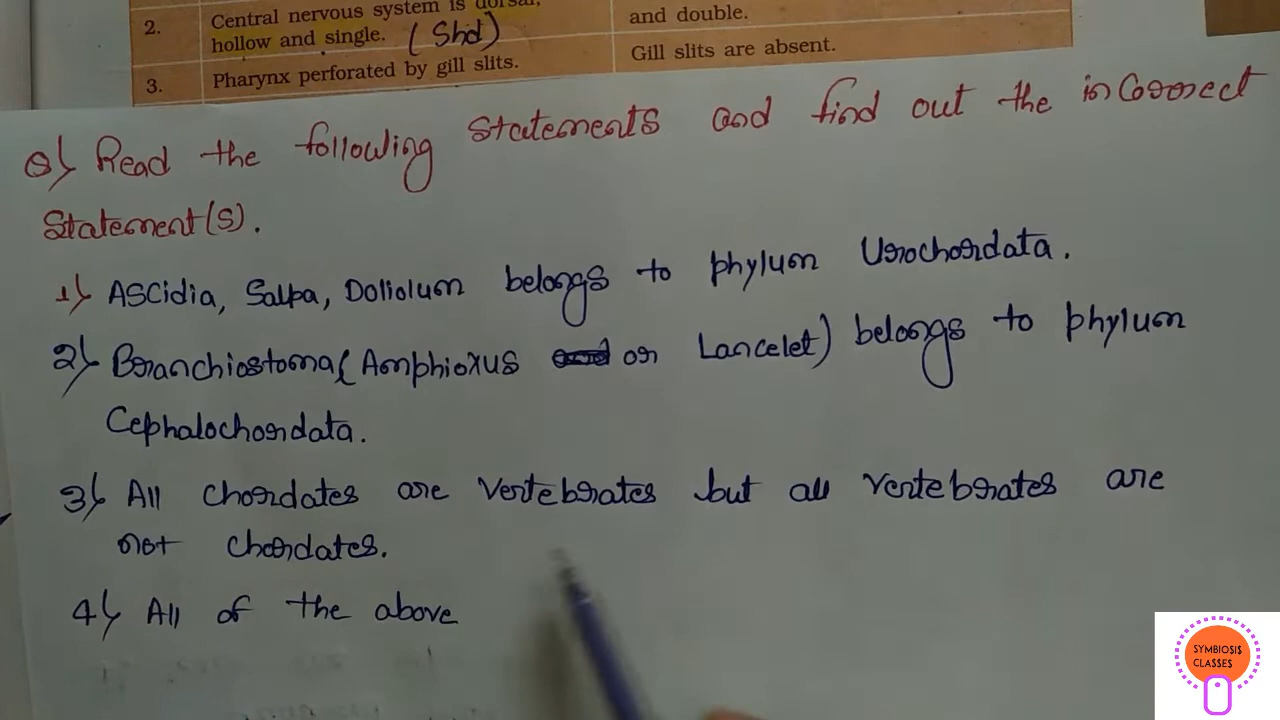 2. Central nervous system is dorsal, and double.
hollow and single. (Shd)
3. Pharynx perforated by gill slits. Gill slits are absent.
Q) Read the following statements and find out the incorrect
Statement(s).
1) Ascidia, Salpa, Doliolum belongs to phylum Urochordata.
2) Branchiostoma(Amphioxus or Lancelet) belongs to phylum
Cephalochordata.
3) All chordates are vertebrates but all vertebrates are
not chordates.
4) All of the above
SYMBIOSIS
CLASSES